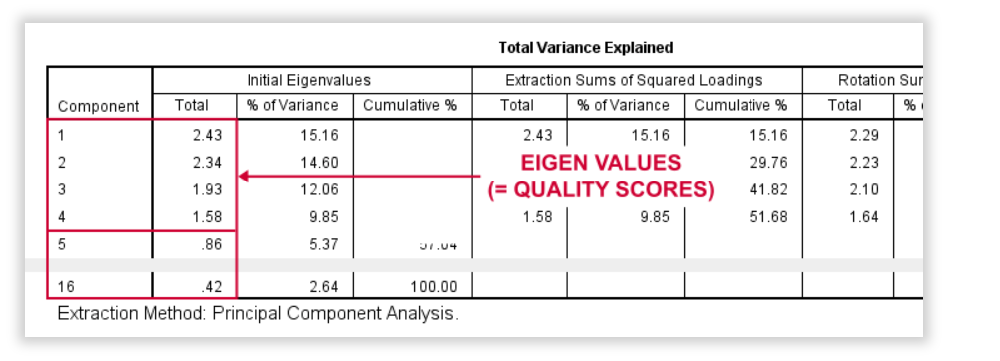 Total Variance Explained
Initial Eigenvalues Extraction Sums of Squared Loadings Rotation
Component Total % of Variance Cumulative % Total % of Variance Cumulative % Total %
1 2.43 15.16 2.43 15.16 15.16 2.29
2 2.34 14.60 EIGEN VALUES 29.76 2.23
3 1.93 12.06 (= QUALITY SCORES) 41.82 2.10
4 1.58 9.85 1.58 9.85 51.68 1.64
5 .86 5.37
16 .42 2.64 100.00
Extraction Method: Principal Component Analysis.